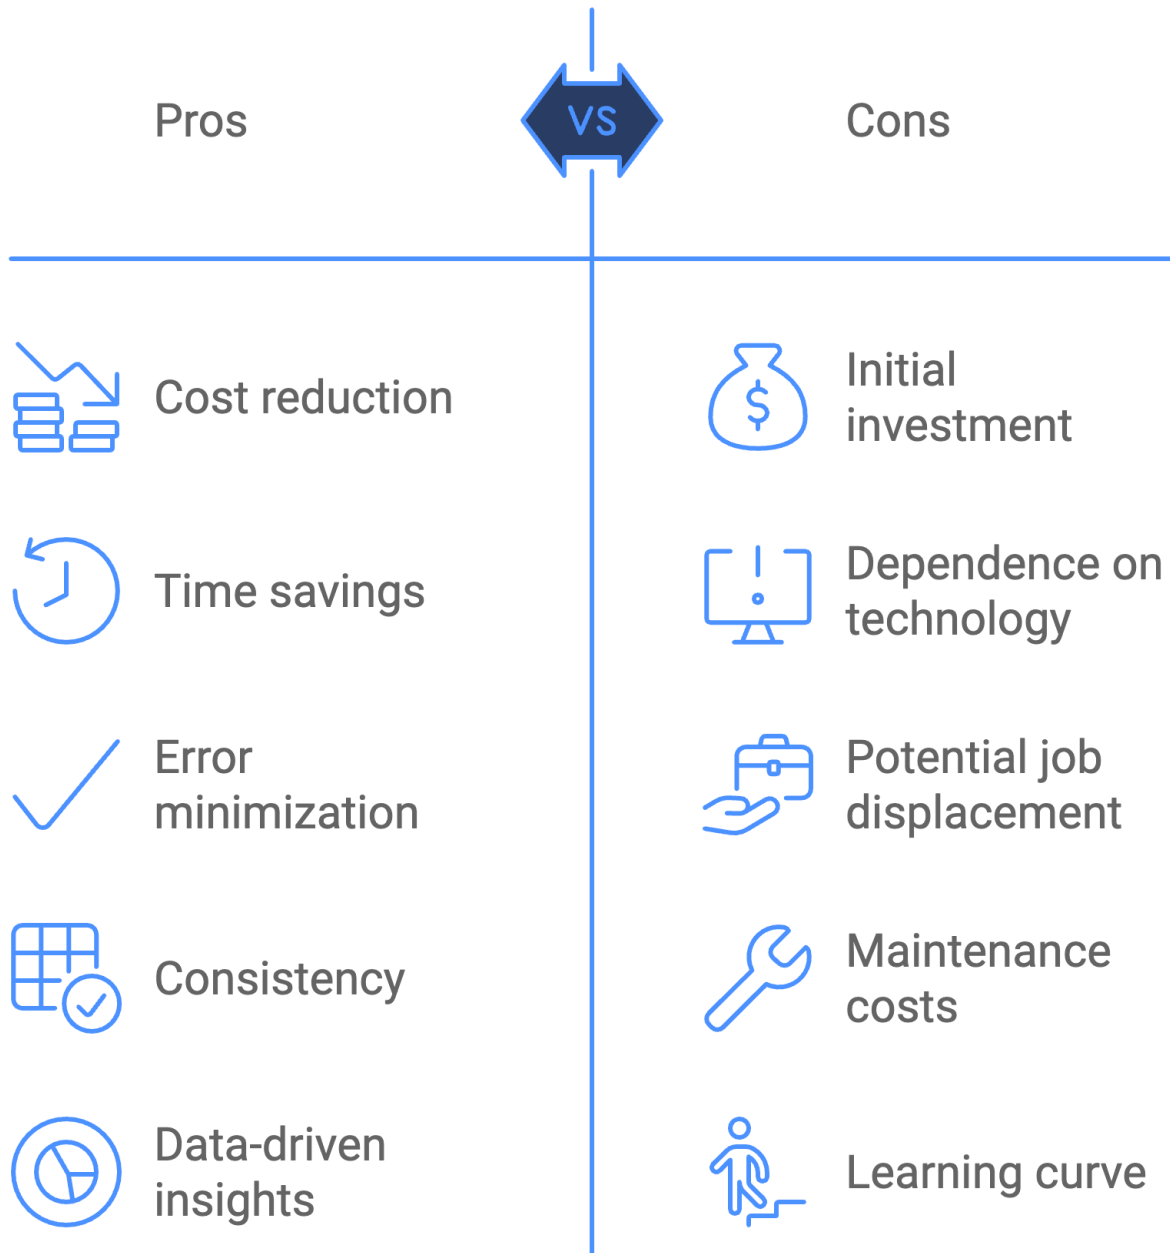 Pros
VS
Cons
Cost reduction
Initial
investment
Time savings
Dependence on
technology
Error
minimization
Potential job
displacement
Consistency
Maintenance
costs
Data-driven
insights
Learning curve